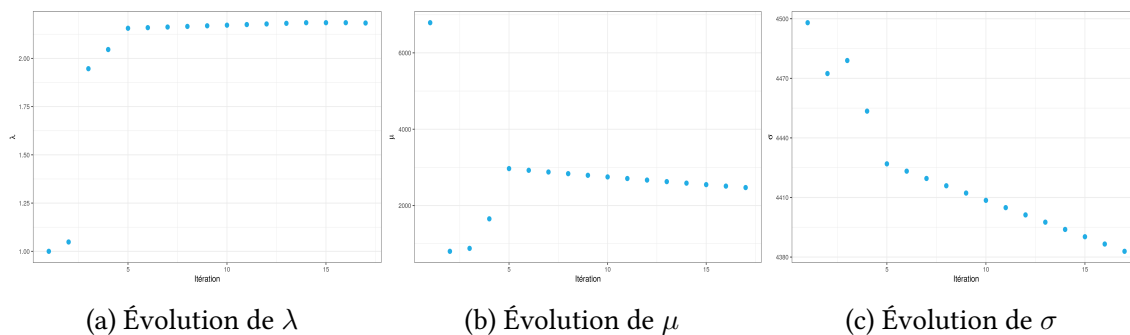 2.00
1.75
1.50
1.25
1.00
λ
5
10
15
Itération
(a) Évolution de λ
6000
4000
2000
μ
5
10
15
Itération
(b) Évolution de μ
4500
4470
4440
4410
4380
σ
5
10
15
Itération
(c) Évolution de σ